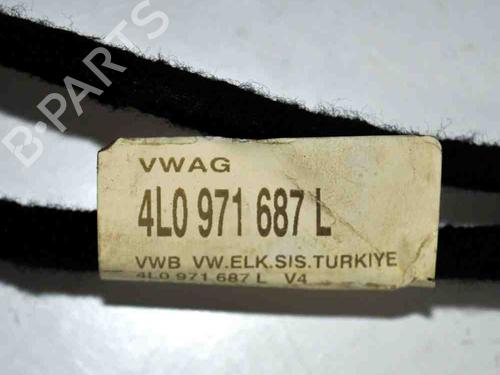 B-PARTS
VWAG
4L0 971 687 L
VWB VW.ELK.SIS.TURKIYE
4L0 971 687 L V4